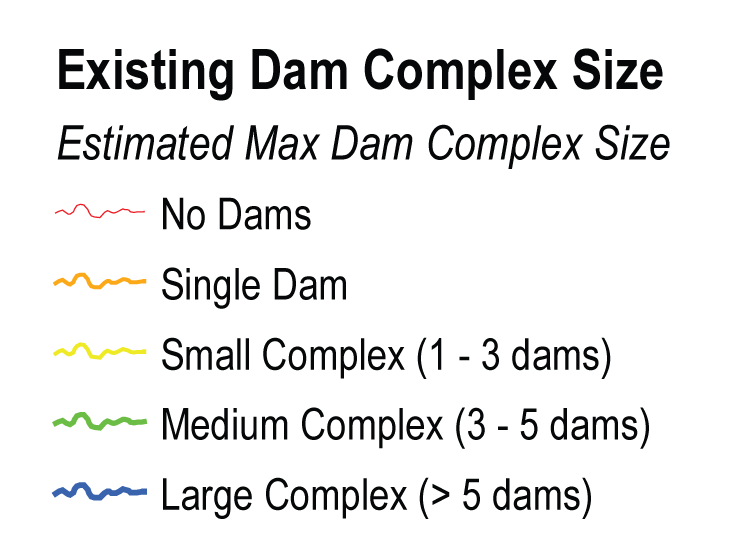 Existing Dam Complex Size
Estimated Max Dam Complex Size
No Dams
Single Dam
Small Complex (1 - 3 dams)
Medium Complex (3 - 5 dams)
Large Complex (> 5 dams)